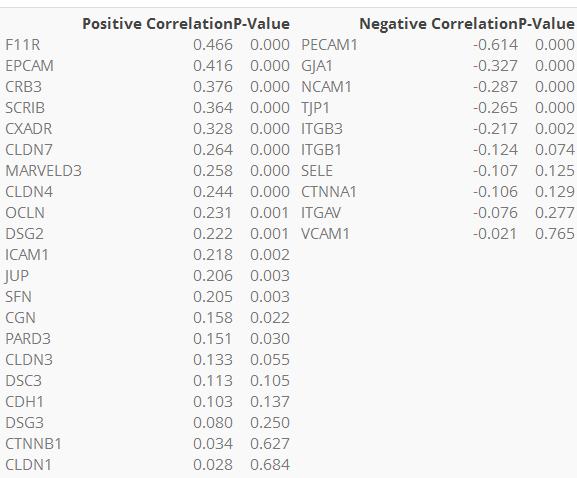 Positive Correlation P-Value Negative Correlation P-Value
F11R 0.466 0.000 PECAM1 -0.614 0.000
EPCAM 0.416 0.000 GJA1 -0.327 0.000
CRB3 0.376 0.000 NCAM1 -0.287 0.000
SCRIB 0.364 0.000 TJP1 -0.265 0.000
CXADR 0.328 0.000 ITGB3 -0.217 0.002
CLDN7 0.264 0.000 ITGB1 -0.124 0.074
MARVELD3 0.258 0.000 SELE -0.107 0.125
CLDN4 0.244 0.000 CTNNA1 -0.106 0.129
OCLN 0.231 0.001 ITGAV -0.076 0.277
DSG2 0.222 0.001 VCAM1 -0.021 0.765
ICAM1 0.218 0.002
JUP 0.206 0.003
SFN 0.205 0.003
CGN 0.158 0.022
PARD3 0.151 0.030
CLDN3 0.133 0.055
DSC3 0.113 0.105
CDH1 0.103 0.137
DSG3 0.080 0.250
CTNNB1 0.034 0.627
CLDN1 0.028 0.684